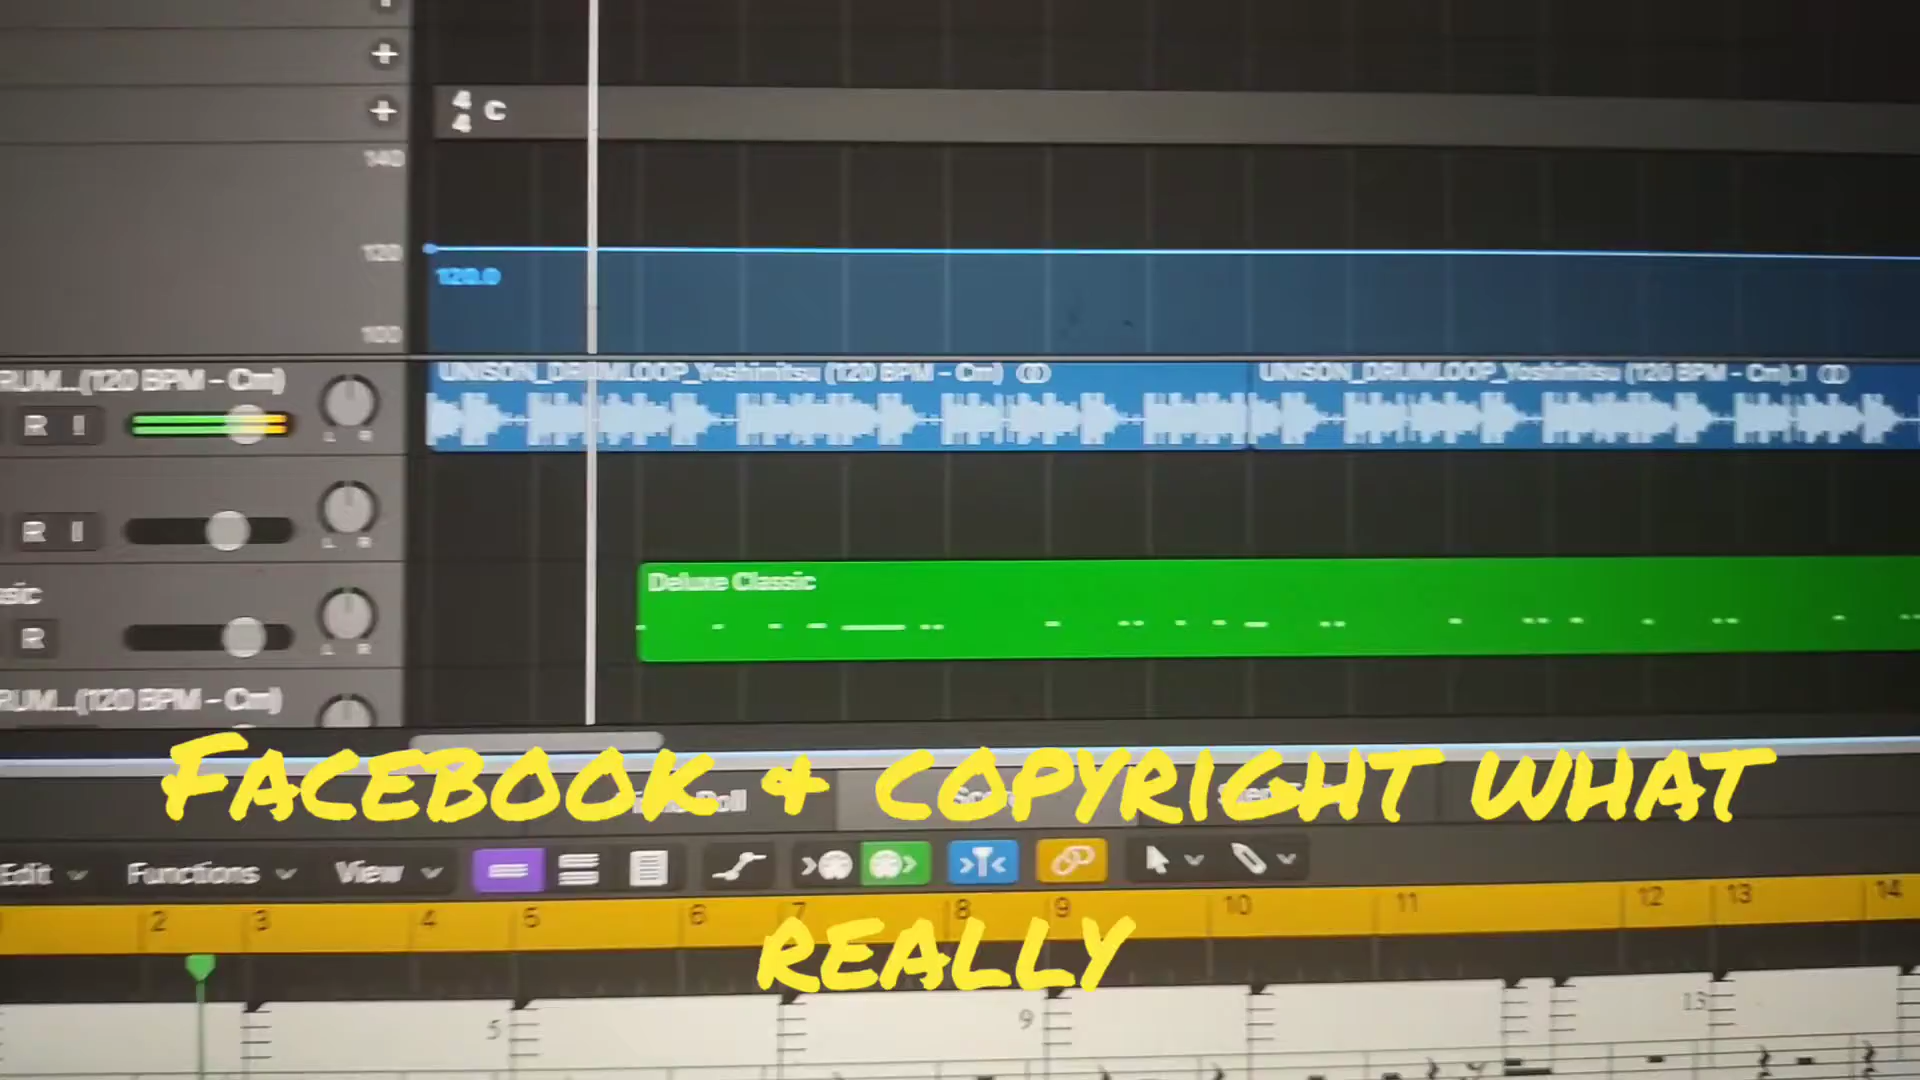 4 C
4
140
120
120.0
100
RUM...(120 BPM - Cm)
UNISON_DRUMLOOP_Yoshimitsu (120 BPM - Cm)
UNISON_DRUMLOOP_Yoshimitsu (120 BPM - Cm).1
R I
L R
R I
L R
Deluxe Classic
sic
R
L R
RUM...(120 BPM - Cm)
FACEBOOK & COPYRIGHT WHAT
Edit Functions View
2 3 4 5 6 7 8 9 10 11 12 13 14
REALLY
5 9 13